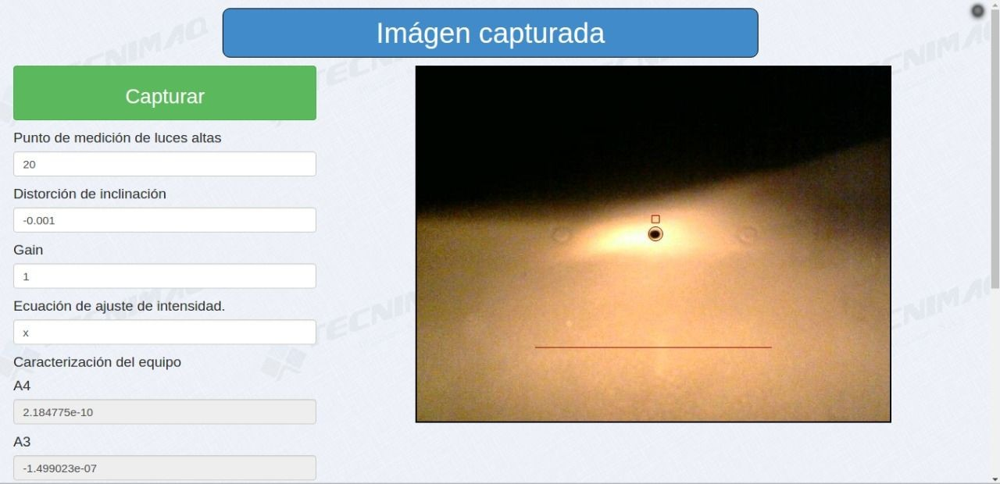 Imágen capturada
Capturar
Punto de medición de luces altas
20
Distorción de inclinación
-0.001
Gain
1
Ecuación de ajuste de intensidad.
x
Caracterización del equipo
A4
2.184775e-10
A3
-1.499023e-07
TECNIMAQ